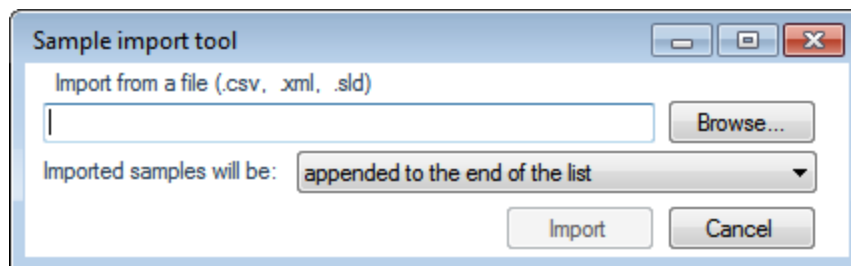 Sample import tool
Import from a file (.csv, .xml, .sld)
Browse...
Imported samples will be: appended to the end of the list
Import Cancel